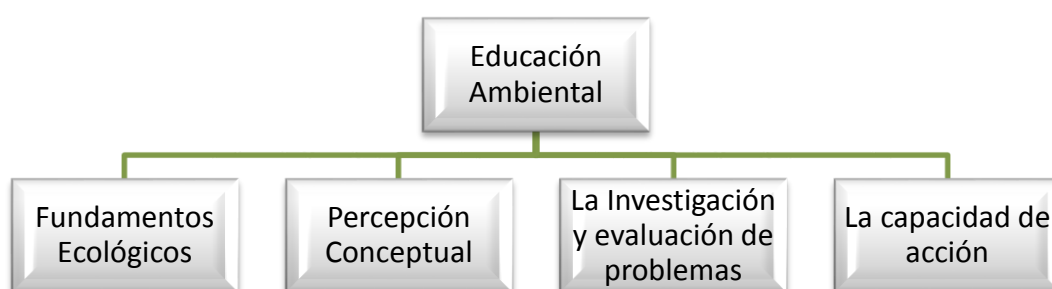 Educación
Ambiental
Fundamentos
Ecológicos
Percepción
Conceptual
La Investigación
y evaluación de
problemas
La capacidad de
acción